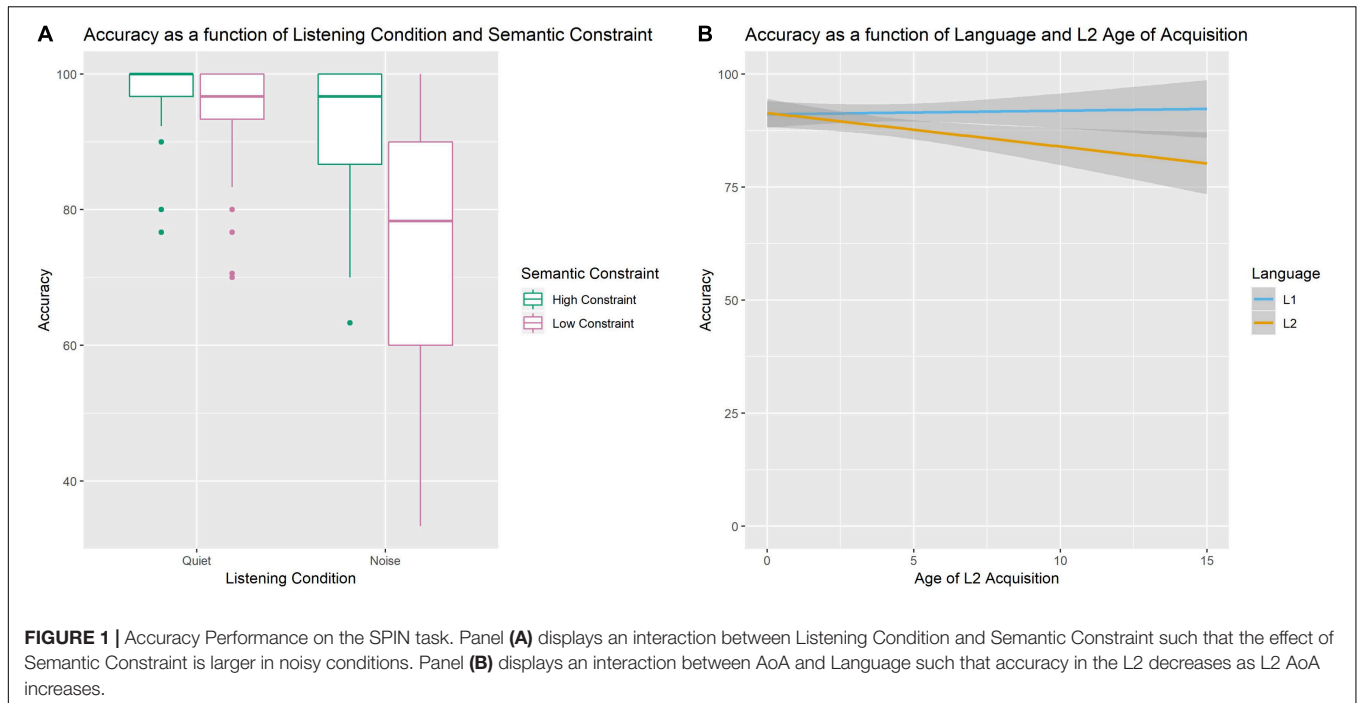 A Accuracy as a function of Listening Condition and Semantic Constraint
100
80
60
40
Accuracy
Quiet
Noise
Listening Condition
Semantic Constraint
High Constraint
Low Constraint
B Accuracy as a function of Language and L2 Age of Acquisition
100
75
50
25
0
Accuracy
0
5
10
15
Age of L2 Acquisition
Language
L1
L2
FIGURE 1 | Accuracy Performance on the SPIN task. Panel (A) displays an interaction between Listening Condition and Semantic Constraint such that the effect of
Semantic Constraint is larger in noisy conditions. Panel (B) displays an interaction between AoA and Language such that accuracy in the L2 decreases as L2 AoA
increases.